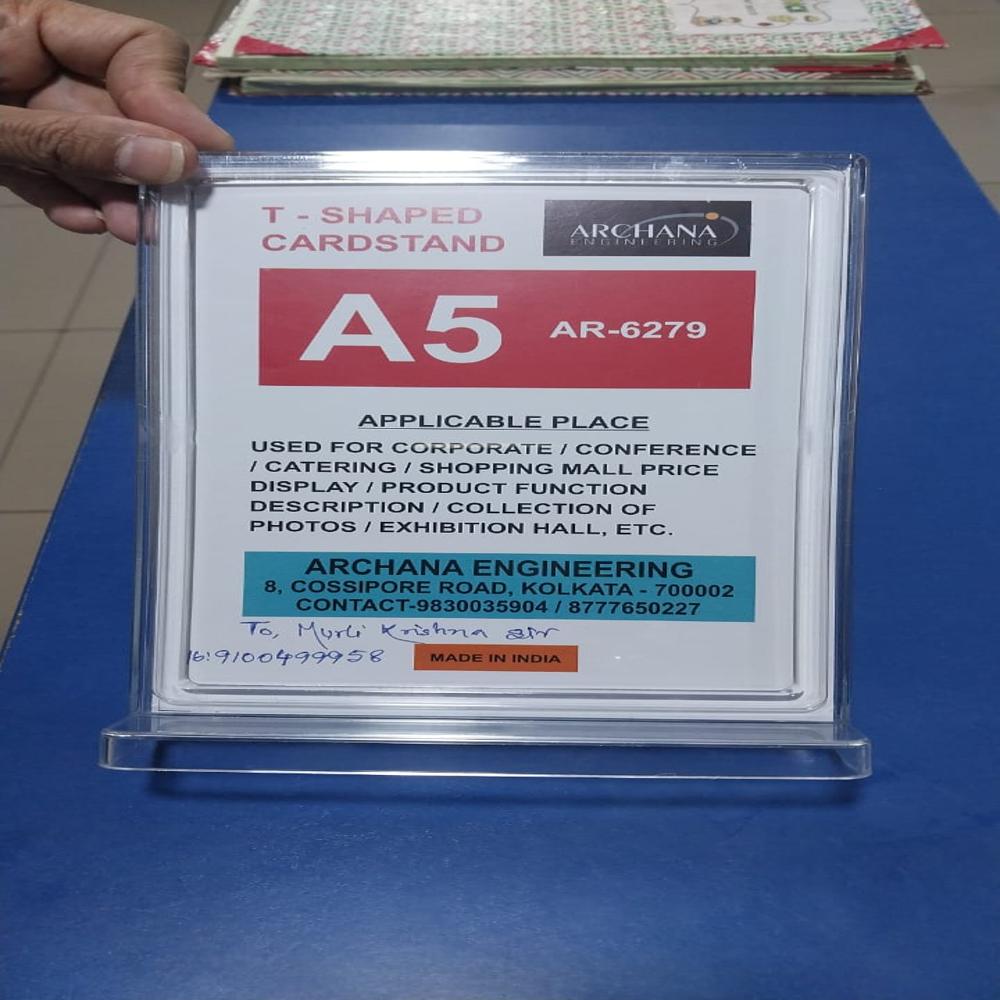 T - SHAPED
CARDSTAND
ARCHANA
ENGINEERING
A5 AR-6279
APPLICABLE PLACE
USED FOR CORPORATE / CONFERENCE
/ CATERING / SHOPPING MALL PRICE
DISPLAY / PRODUCT FUNCTION
DESCRIPTION / COLLECTION OF
PHOTOS / EXHIBITION HALL, ETC.
ARCHANA ENGINEERING
8, COSSIPORE ROAD, KOLKATA - 700002
CONTACT-9830035904 / 8777650227
To, Murli Krishna Sir
9100499958
MADE IN INDIA